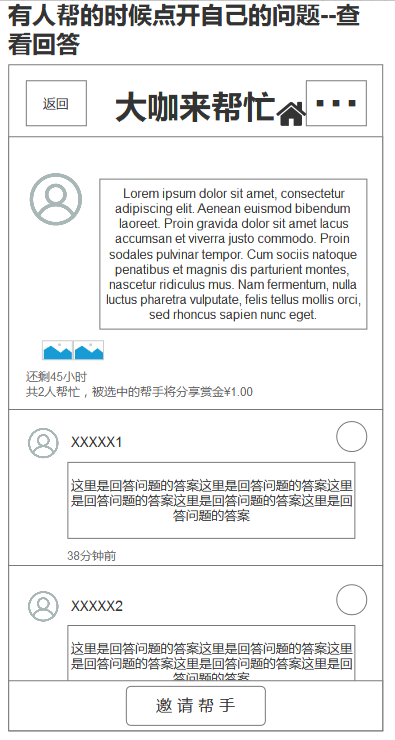 有人帮的时候点开自己的问题--查
看回答
返回
大咖来帮忙
Lorem ipsum dolor sit amet, consectetur
adipiscing elit. Aenean euismod bibendum
laoreet. Proin gravida dolor sit amet lacus
accumsan et viverra justo commodo. Proin
sodales pulvinar tempor. Cum sociis natoque
penatibus et magnis dis parturient montes,
nascetur ridiculus mus. Nam fermentum, nulla
luctus pharetra vulputate, felis tellus mollis orci,
sed rhoncus sapien nunc eget.
还剩45小时
共2人帮忙，被选中的帮手将分享赏金¥1.00
XXXXX1
这里是回答问题的答案这里是回答问题的答案这里
是回答问题的答案这里是回答问题的答案这里是回
答问题的答案
38分钟前
XXXXX2
这里是回答问题的答案这里是回答问题的答案这里
是回答问题的答案这里是回答问题的答案这里是回
答问题的答案
邀请帮手